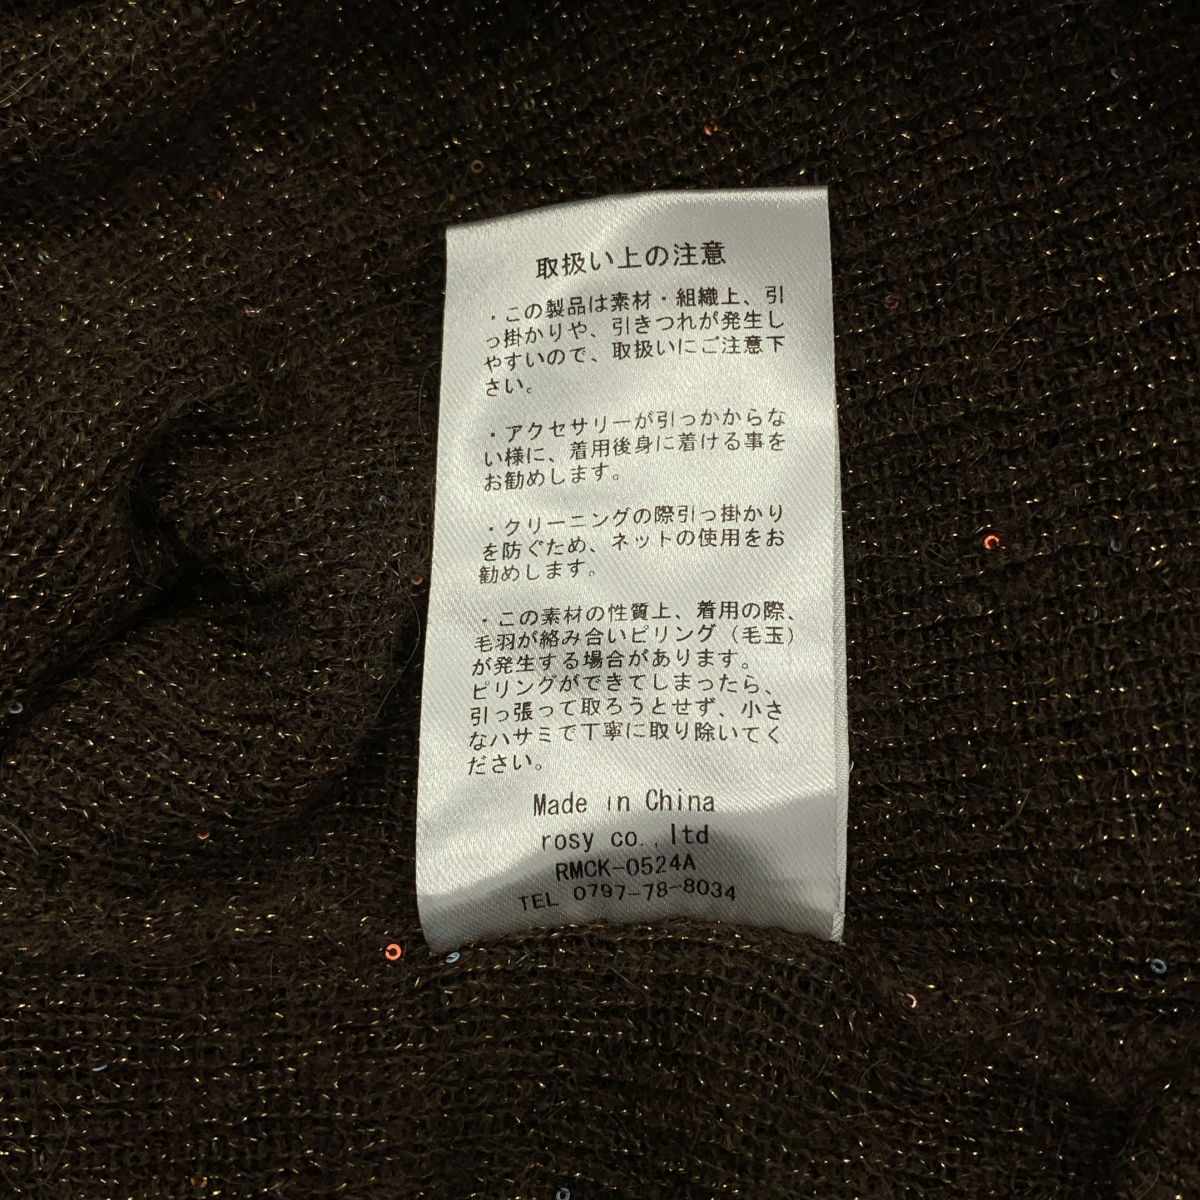 取扱い上の注意
・この製品は素材・組織上、引
っ掛かりや、引きつれが発生し
やすいので、取扱いにご注意下
さい。
・アクセサリーが引っかからな
い様に、着用後身に着ける事を
お勧めします。
・クリーニングの際引っ掛かり
を防ぐため、ネットの使用をお
勧めします。
・この素材の性質上、着用の際、
毛羽が絡み合いピリング（毛玉）
が発生する場合があります。
ピリングができてしまったら、
引っ張って取ろうとせず、小さ
なハサミで丁寧に取り除いてく
ださい。
Made in China
rosy co.,ltd
RMCK-0524A
TEL 0797-78-8034